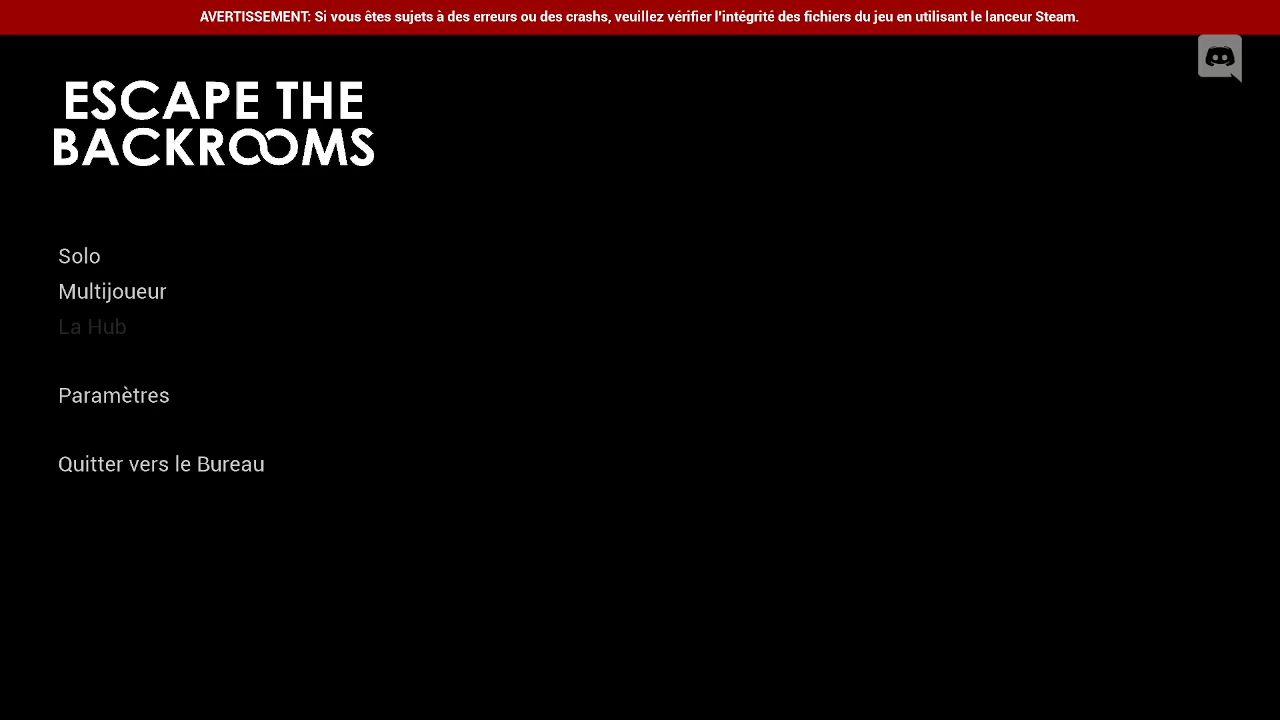 AVERTISSEMENT: Si vous êtes sujets à des erreurs ou des crashs, veuillez vérifier l'intégrité des fichiers du jeu en utilisant le lanceur Steam.
ESCAPE THE
BACKROOMS
Solo
Multijoueur
La Hub
Paramètres
Quitter vers le Bureau